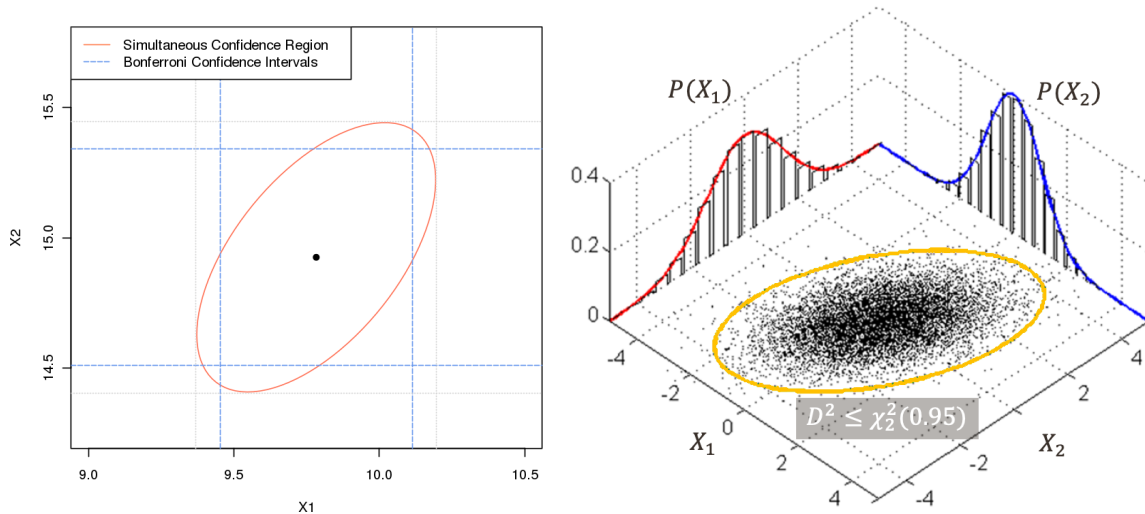 Simultaneous Confidence Region
Bonferroni Confidence Intervals
15.5
15.0
14.5
X2
9.0
9.5
10.0
10.5
X1
P(X₁)
P(X₂)
0.4
0.2
0
-4
-2
0
2
4
X₁
D² ≤ χ₂²(0.95)
4
2
0
-2
-4
X₂